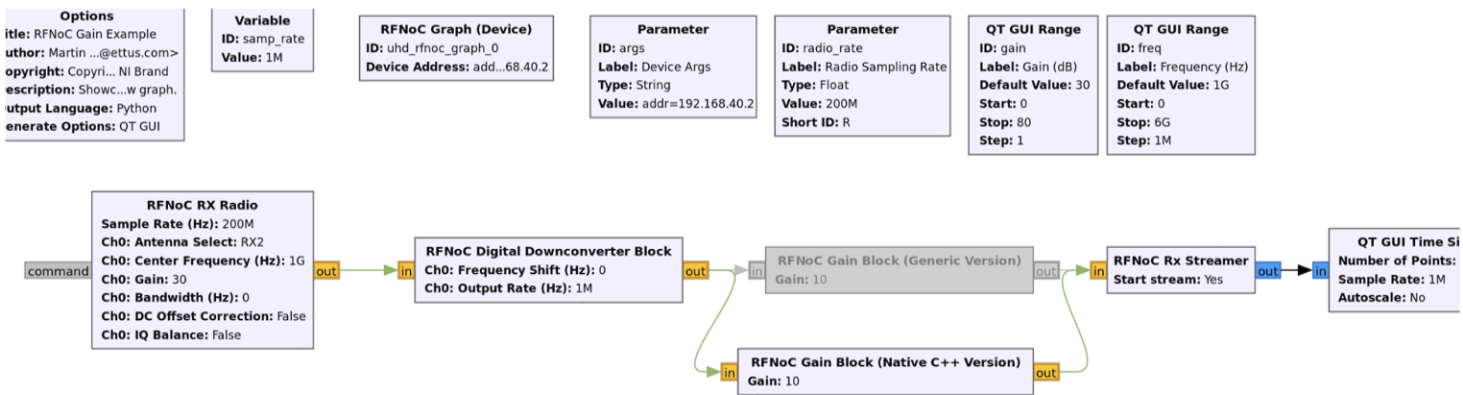 Options
itle: RFNoC Gain Example
uthor: Martin ...@ettus.com>
opyright: Copyri... NI Brand
escription: Showc...w graph.
utput Language: Python
enerate Options: QT GUI
Variable
ID: samp_rate
Value: 1M
RFNoC Graph (Device)
ID: uhd_rfnoc_graph_0
Device Address: add...68.40.2
Parameter
ID: args
Label: Device Args
Type: String
Value: addr=192.168.40.2
Parameter
ID: radio_rate
Label: Radio Sampling Rate
Type: Float
Value: 200M
Short ID: R
QT GUI Range
ID: gain
Label: Gain (dB)
Default Value: 30
Start: 0
Stop: 80
Step: 1
QT GUI Range
ID: freq
Label: Frequency (Hz)
Default Value: 1G
Start: 0
Stop: 6G
Step: 1M
command
RFNoC RX Radio
Sample Rate (Hz): 200M
Ch0: Antenna Select: RX2
Ch0: Center Frequency (Hz): 1G
Ch0: Gain: 30
Ch0: Bandwidth (Hz): 0
Ch0: DC Offset Correction: False
Ch0: IQ Balance: False
out
in
RFNoC Digital Downconverter Block
Ch0: Frequency Shift (Hz): 0
Ch0: Output Rate (Hz): 1M
out
in
RFNoC Gain Block (Generic Version)
Gain: 10
out
in
RFNoC Gain Block (Native C++ Version)
Gain: 10
out
in
RFNoC Rx Streamer
Start stream: Yes
out
in
QT GUI Time Si
Number of Points:
Sample Rate: 1M
Autoscale: No